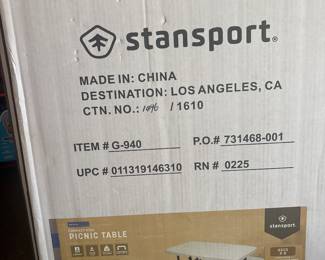 stansport.
MADE IN: CHINA
DESTINATION: LOS ANGELES, CA
CTN. NO.: 1096 / 1610
ITEM # G-940 P.O.# 731468-001
UPC # 011319146310 RN # 0225
PICNIC TABLE
stansport.